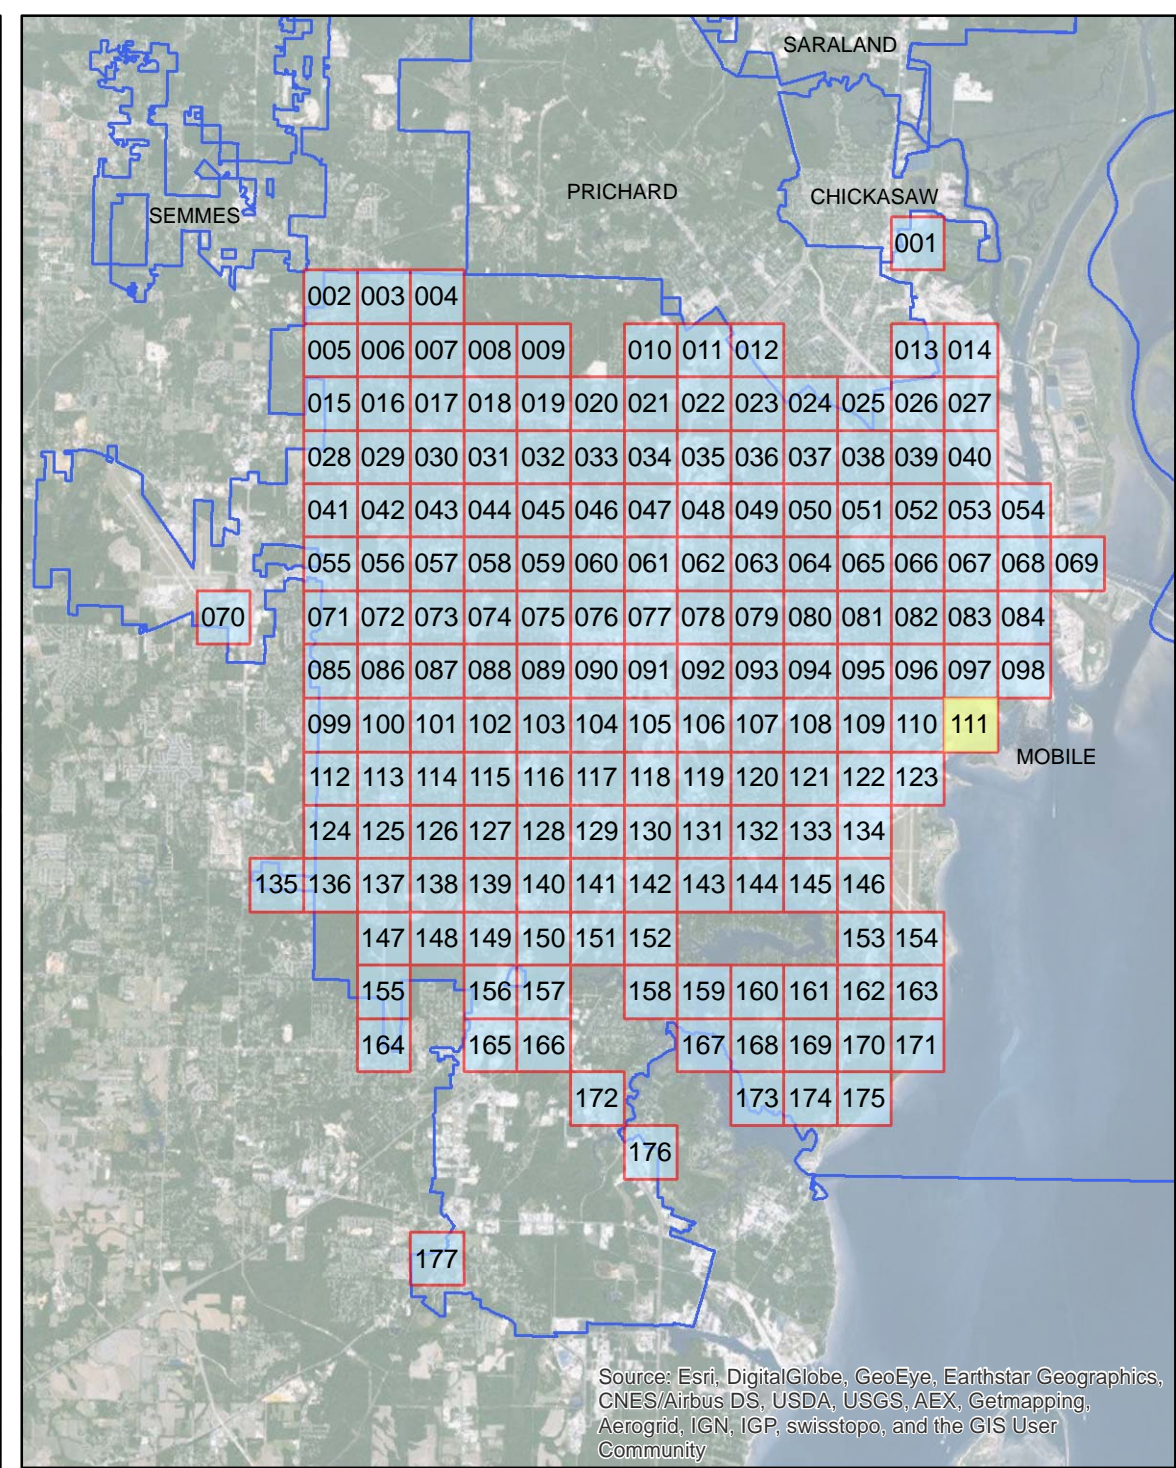 SARALAND
PRICHARD
CHICKASAW
SEMMES
001
002 003 004
005 006 007 008 009 010 011 012 013 014
015 016 017 018 019 020 021 022 023 024 025 026 027
028 029 030 031 032 033 034 035 036 037 038 039 040
041 042 043 044 045 046 047 048 049 050 051 052 053 054
055 056 057 058 059 060 061 062 063 064 065 066 067 068 069
070 071 072 073 074 075 076 077 078 079 080 081 082 083 084
085 086 087 088 089 090 091 092 093 094 095 096 097 098
099 100 101 102 103 104 105 106 107 108 109 110 111
MOBILE
112 113 114 115 116 117 118 119 120 121 122 123
124 125 126 127 128 129 130 131 132 133 134
135 136 137 138 139 140 141 142 143 144 145 146
147 148 149 150 151 152 153 154
155 156 157 158 159 160 161 162 163
164 165 166 167 168 169 170 171
172 173 174 175
176
177
Source: Esri, DigitalGlobe, GeoEye, Earthstar Geographics,
CNES/Airbus DS, USDA, USGS, AEX, Getmapping,
Aerogrid, IGN, IGP, swisstopo, and the GIS User
Community